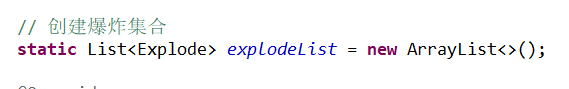 // 创建爆炸集合
static List<Explode> explodeList = new ArrayList<>();